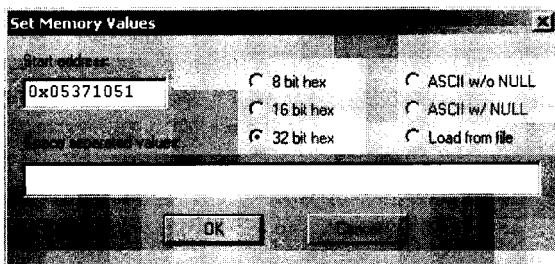 Set Memory Values
Start address:
0x05371051
8 bit hex
16 bit hex
32 bit hex
ASCII w/o NULL
ASCII w/ NULL
Load from file
Space separated values:
OK
Cancel